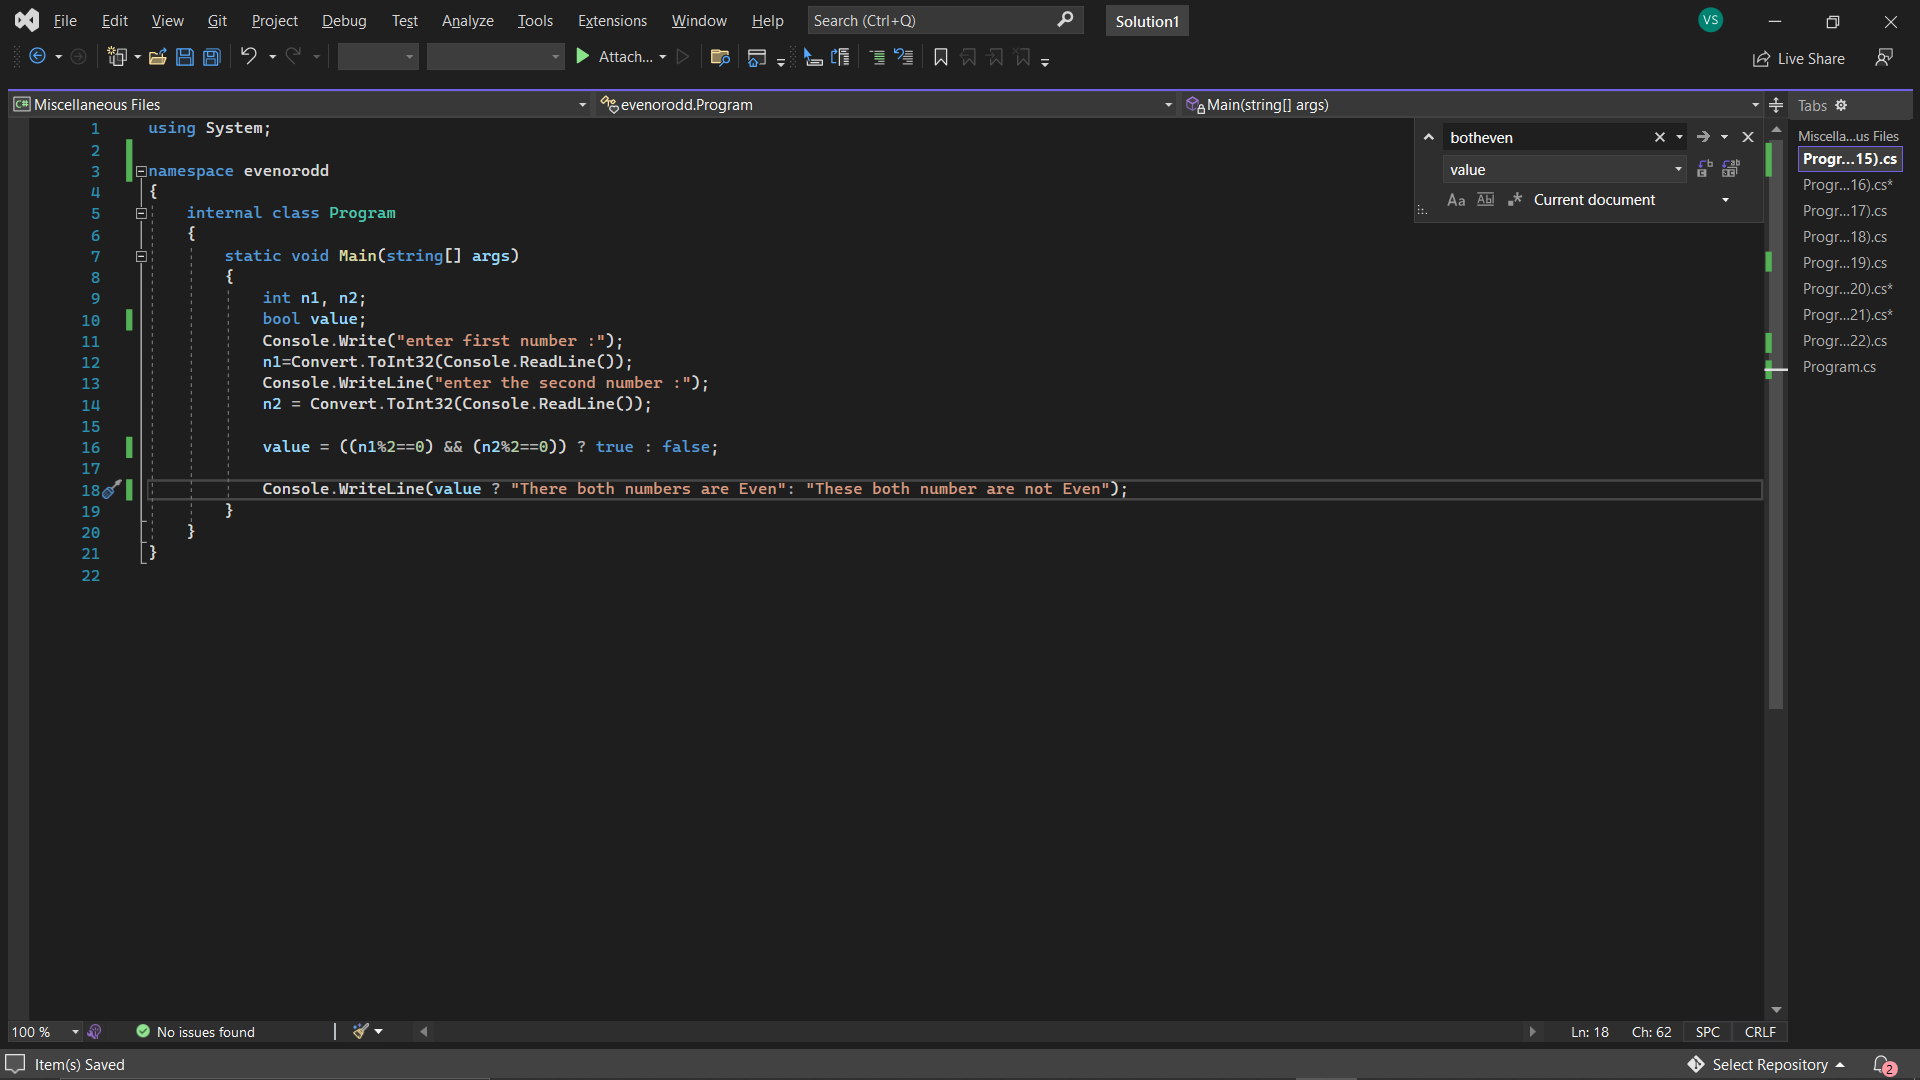 File Edit View Git Project Debug Test Analyze Tools Extensions Window Help Search (Ctrl+Q) Solution1 VS
Attach... Live Share
C# Miscellaneous Files evenorodd.Program Main(string[] args) Tabs
botheven
value
Aa Current document
Miscella...us Files
Progr...15).cs
Progr...16).cs*
Progr...17).cs
Progr...18).cs
Progr...19).cs
Progr...20).cs*
Progr...21).cs*
Progr...22).cs
Program.cs
1 using System;
2
3 namespace evenorodd
4 {
5 internal class Program
6 {
7 static void Main(string[] args)
8 {
9 int n1, n2;
10 bool value;
11 Console.Write("enter first number :");
12 n1=Convert.ToInt32(Console.ReadLine());
13 Console.WriteLine("enter the second number :");
14 n2 = Convert.ToInt32(Console.ReadLine());
15
16 value = ((n1%2==0) && (n2%2==0)) ? true : false;
17
18 Console.WriteLine(value ? "There both numbers are Even": "These both number are not Even");
19 }
20 }
21 }
22
100 % No issues found Ln: 18 Ch: 62 SPC CRLF
Item(s) Saved Select Repository 2